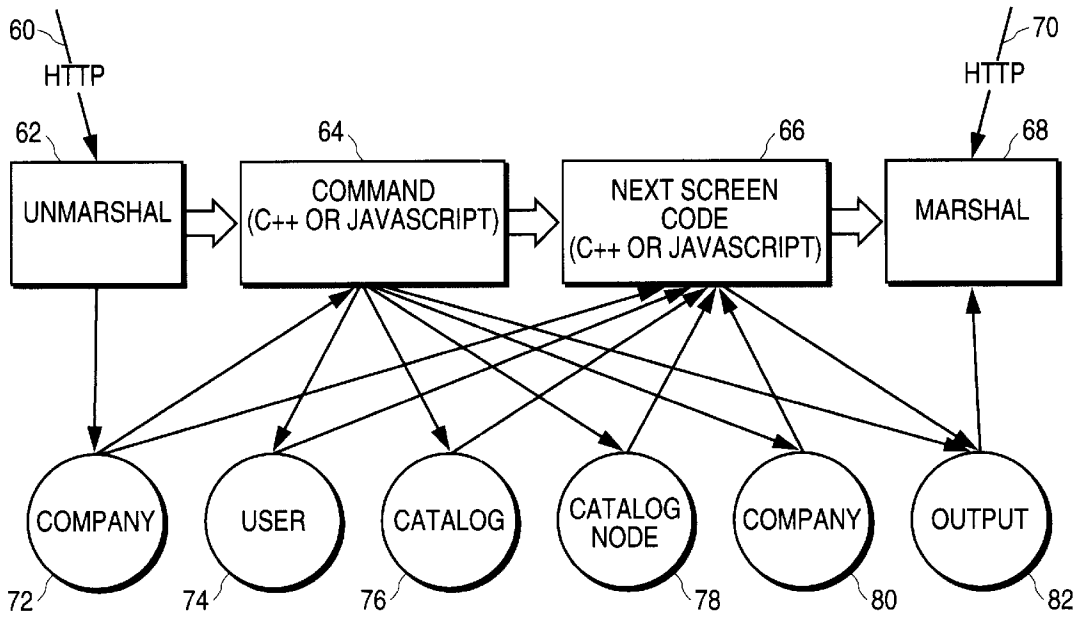 60
70
HTTP
HTTP
62
64
66
68
UNMARSHAL
COMMAND
(C++ OR JAVASCRIPT)
NEXT SCREEN
CODE
(C++ OR JAVASCRIPT)
MARSHAL
COMPANY
USER
CATALOG
CATALOG
NODE
COMPANY
OUTPUT
72
74
76
78
80
82